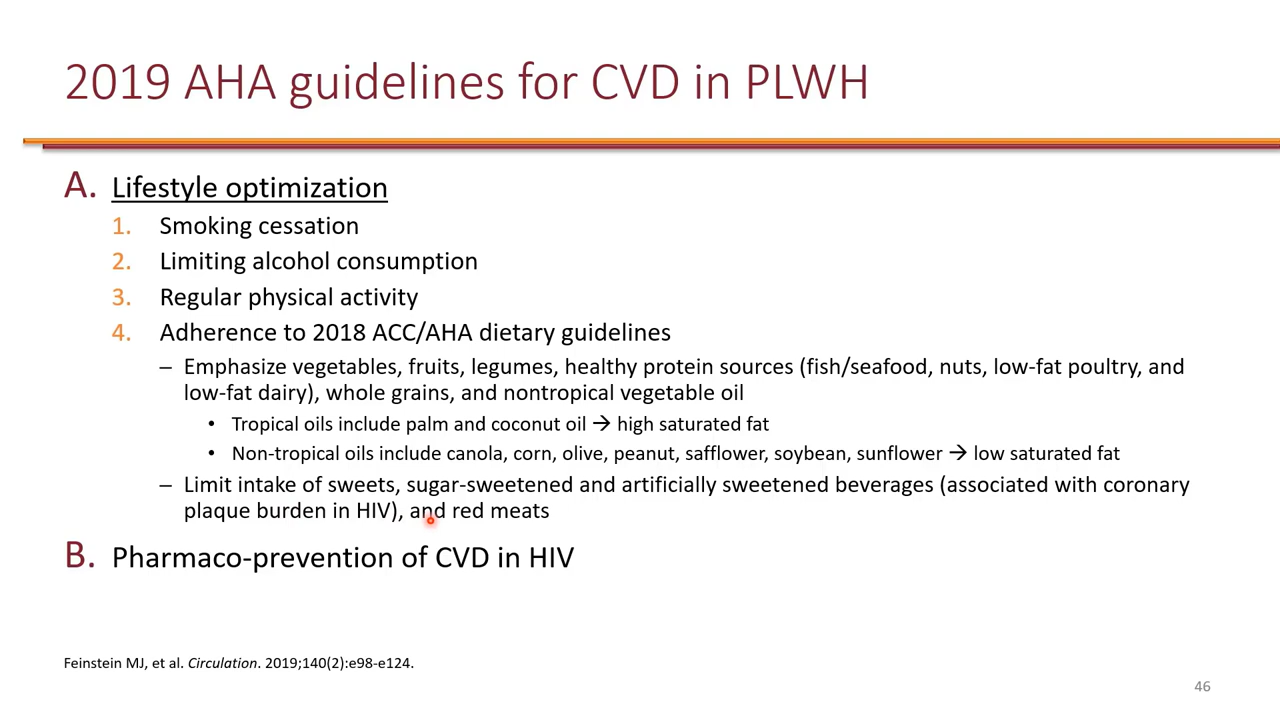 2019 AHA guidelines for CVD in PLWH
A. Lifestyle optimization
1. Smoking cessation
2. Limiting alcohol consumption
3. Regular physical activity
4. Adherence to 2018 ACC/AHA dietary guidelines
– Emphasize vegetables, fruits, legumes, healthy protein sources (fish/seafood, nuts, low-fat poultry, and
low-fat dairy), whole grains, and nontropical vegetable oil
• Tropical oils include palm and coconut oil → high saturated fat
• Non-tropical oils include canola, corn, olive, peanut, safflower, soybean, sunflower → low saturated fat
– Limit intake of sweets, sugar-sweetened and artificially sweetened beverages (associated with coronary
plaque burden in HIV), and red meats
B. Pharmaco-prevention of CVD in HIV
Feinstein MJ, et al. Circulation. 2019;140(2):e98-e124.
46